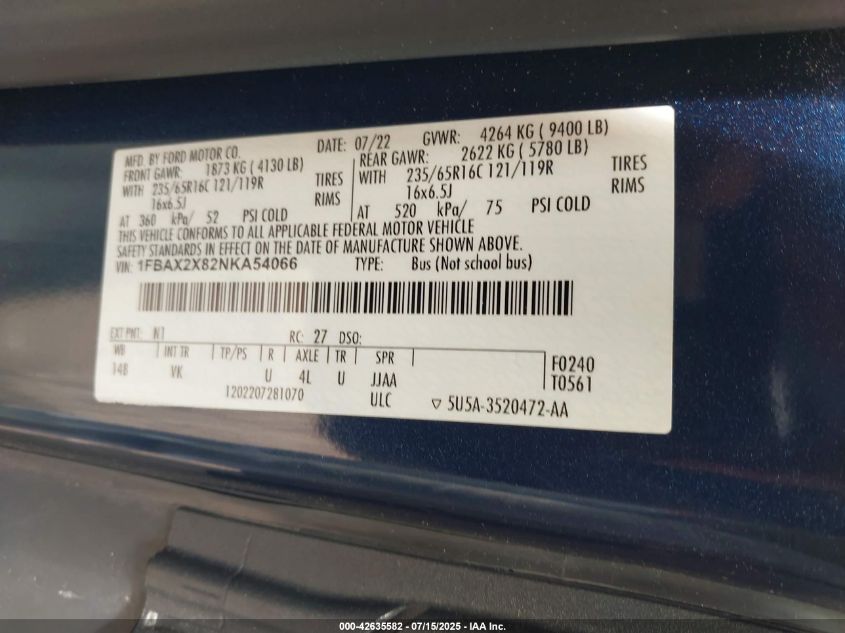 MFD. BY FORD MOTOR CO. DATE: 07/22 GVWR: 4264 KG ( 9400 LB)
FRONT GAWR: 1873 KG ( 4130 LB) REAR GAWR: 2622 KG ( 5780 LB)
WITH 235/65R16C 121/119R TIRES WITH 235/65R16C 121/119R TIRES
16x6.5J RIMS 16x6.5J RIMS
AT 360 kPa/ 52 PSI COLD AT 520 kPa/ 75 PSI COLD
THIS VEHICLE CONFORMS TO ALL APPLICABLE FEDERAL MOTOR VEHICLE
SAFETY STANDARDS IN EFFECT ON THE DATE OF MANUFACTURE SHOWN ABOVE.
VIN: 1FBAX2X82NKA54066 TYPE: Bus (Not school bus)
EXT PNT: N1 RC: 27 DSO:
WB INT TR TP/PS R AXLE TR SPR F0240
148 VK U 4L U JJAA T0561
1202207281070 ULC ▽ 5U5A-3520472-AA
000-42635582 - 07/15/2025 - IAA Inc.